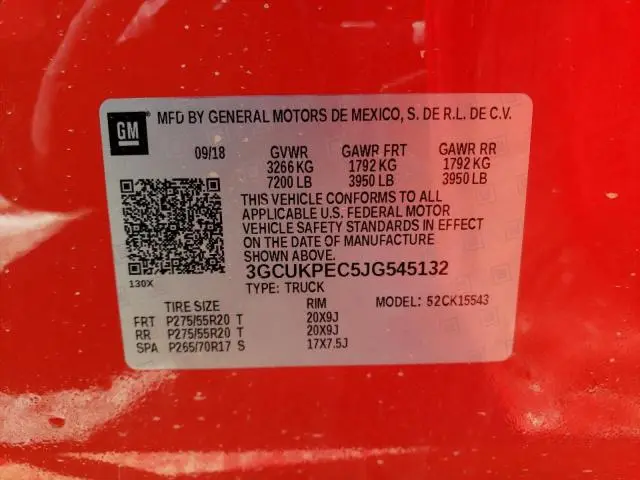 GM
MFD BY GENERAL MOTORS DE MEXICO, S. DE R.L. DE C.V.
09/18 GVWR GAWR FRT GAWR RR
3266 KG 1792 KG 1792 KG
7200 LB 3950 LB 3950 LB
THIS VEHICLE CONFORMS TO ALL
APPLICABLE U.S. FEDERAL MOTOR
VEHICLE SAFETY STANDARDS IN EFFECT
ON THE DATE OF MANUFACTURE
SHOWN ABOVE.
3GCUKPEC5JG545132
130X
TYPE: TRUCK
TIRE SIZE RIM MODEL: 52CK15543
FRT P275/55R20 T 20X9J
RR P275/55R20 T 20X9J
SPA P265/70R17 S 17X7.5J